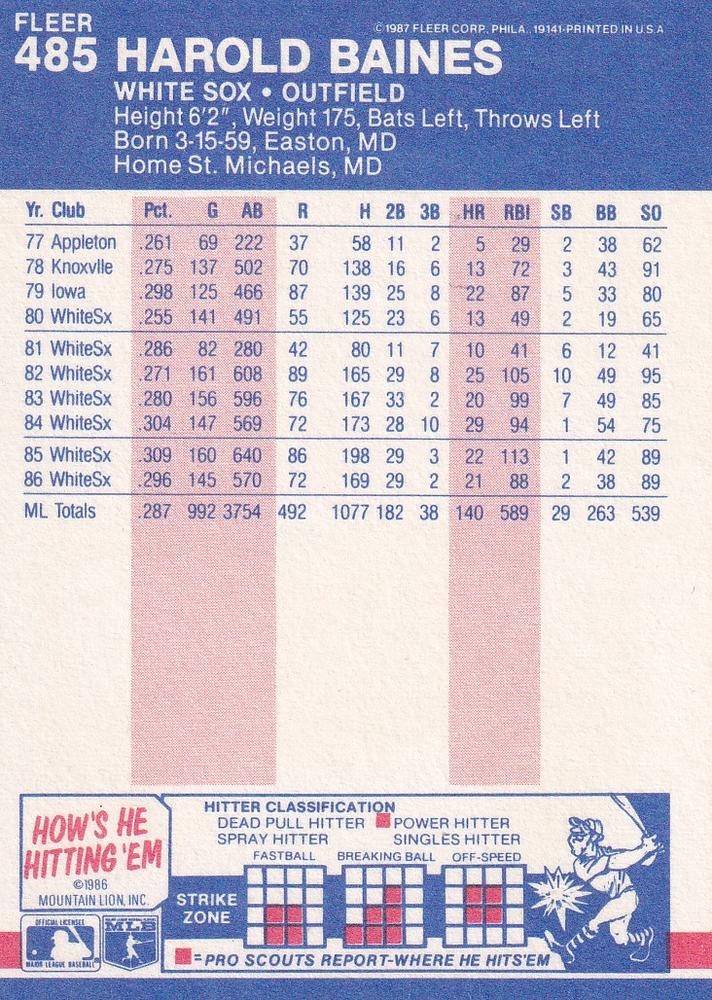 FLEER
©1987 FLEER CORP. PHILA., 19141-PRINTED IN U.S.A
485 HAROLD BAINES
WHITE SOX • OUTFIELD
Height 6'2", Weight 175, Bats Left, Throws Left
Born 3-15-59, Easton, MD
Home St. Michaels, MD
Yr. Club Pct. G AB R H 2B 3B HR RBI SB BB SO
77 Appleton .261 69 222 37 58 11 2 5 29 2 38 62
78 Knoxvlle .275 137 502 70 138 16 6 13 72 3 43 91
79 Iowa .298 125 466 87 139 25 8 22 87 5 33 80
80 WhiteSx .255 141 491 55 125 23 6 13 49 2 19 65
81 WhiteSx .286 82 280 42 80 11 7 10 41 6 12 41
82 WhiteSx .271 161 608 89 165 29 8 25 105 10 49 95
83 WhiteSx .280 156 596 76 167 33 2 20 99 7 49 85
84 WhiteSx .304 147 569 72 173 28 10 29 94 1 54 75
85 WhiteSx .309 160 640 86 198 29 3 22 113 1 42 89
86 WhiteSx .296 145 570 72 169 29 2 21 88 2 38 89
ML Totals .287 992 3754 492 1077 182 38 140 589 29 263 539
HOW'S HE
HITTING 'EM
©1986
MOUNTAIN LION, INC.
OFFICIAL LICENSEE
MAJOR LEAGUE BASEBALL
MAJOR LEAGUE BASEBALL PLAYERS
MLB
HITTER CLASSIFICATION
DEAD PULL HITTER POWER HITTER
SPRAY HITTER SINGLES HITTER
FASTBALL BREAKING BALL OFF-SPEED
STRIKE
ZONE
=PRO SCOUTS REPORT-WHERE HE HITS'EM